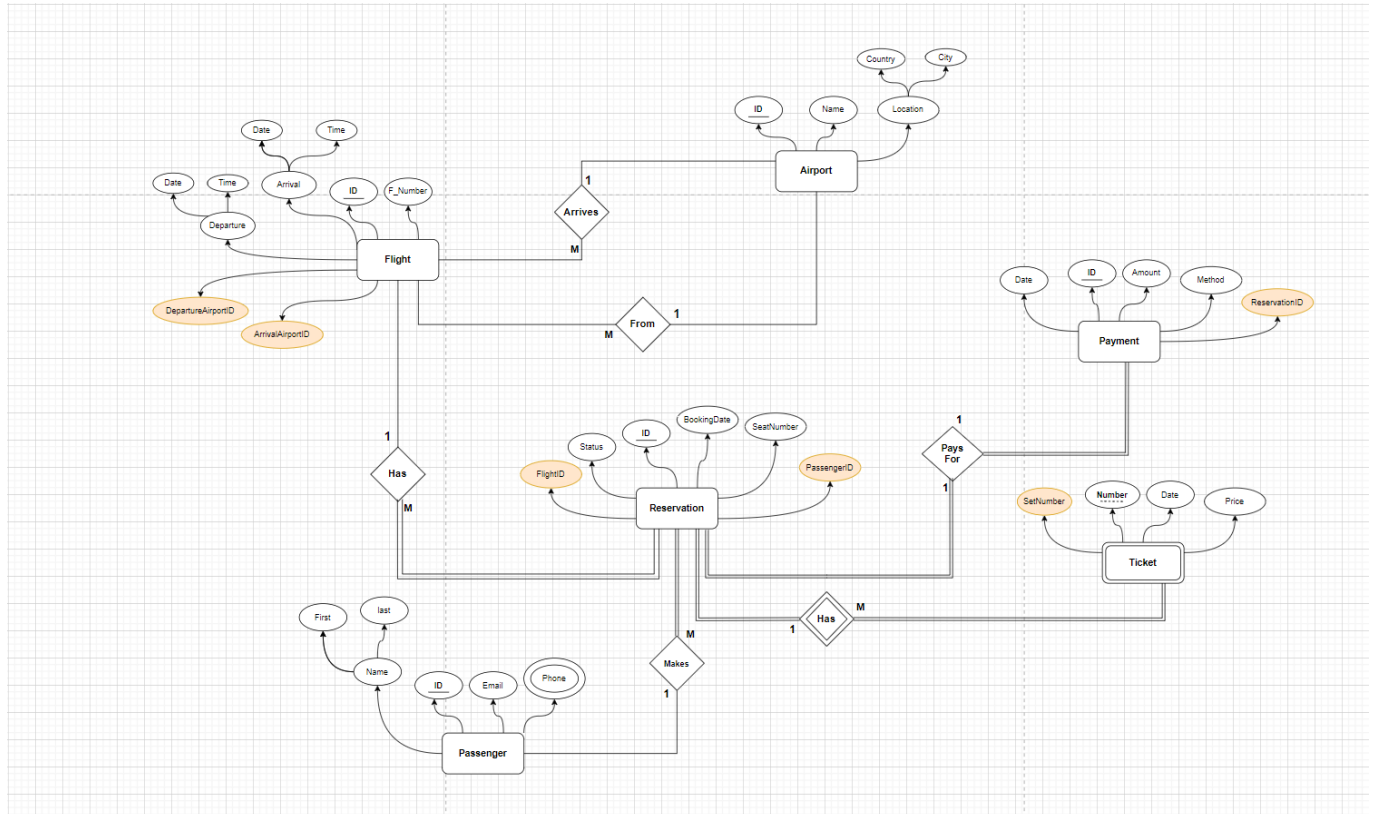 Country
City
ID
Name
Location
Airport
Date
Time
Arrival
Date
Time
ID
F_Number
Departure
Flight
DepartureAirportID
ArrivalAirportID
1
Arrives
M
From
1
M
Date
ID
Amount
Method
ReservationID
Payment
1
Has
M
Status
ID
BookingDate
SeatNumber
FlightID
PassengerID
Reservation
1
Pays
For
1
SetNumber
Number
Date
Price
Ticket
1
Has
M
M
Makes
1
First
last
Name
ID
Email
Phone
Passenger